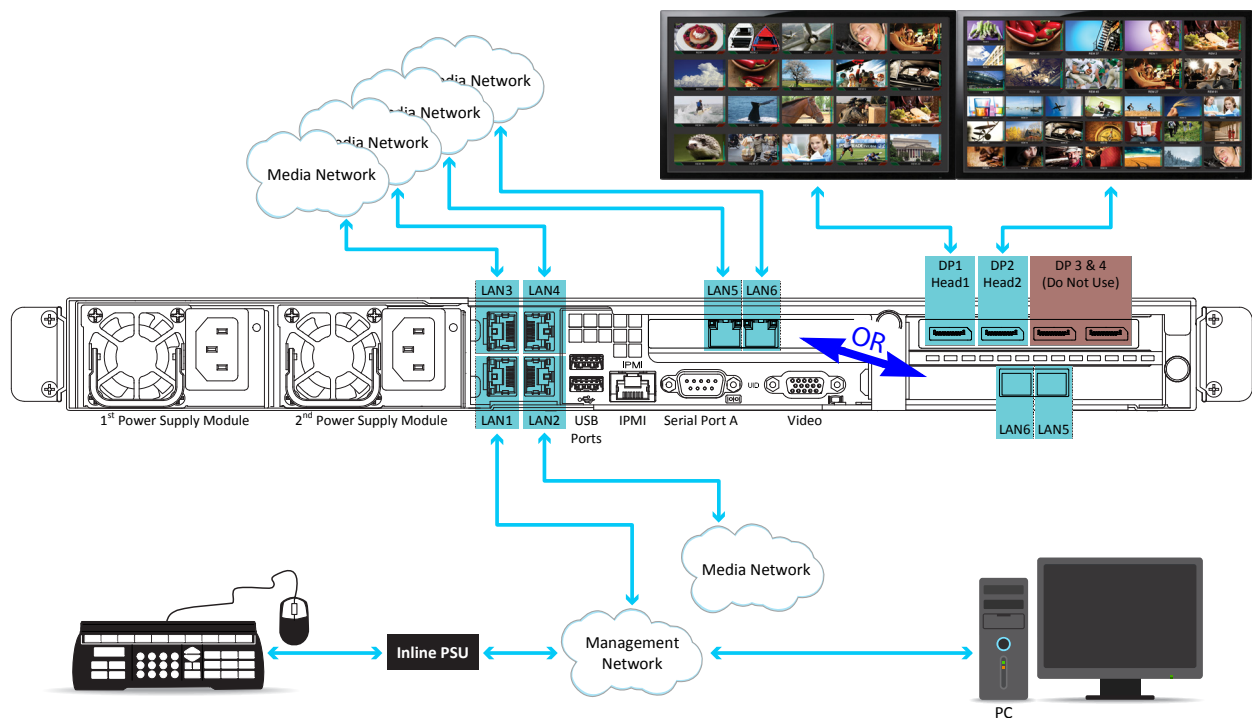 Media Network
Media Network
Media Network
Media Network
DP1
Head1
DP2
Head2
DP 3 & 4
(Do Not Use)
LAN3
LAN4
LAN5
LAN6
OR
IPMI
UID
LAN6
LAN5
1st Power Supply Module
2nd Power Supply Module
LAN1
LAN2
USB
Ports
IPMI
Serial Port A
Video
Media Network
Management
Network
Inline PSU
PC